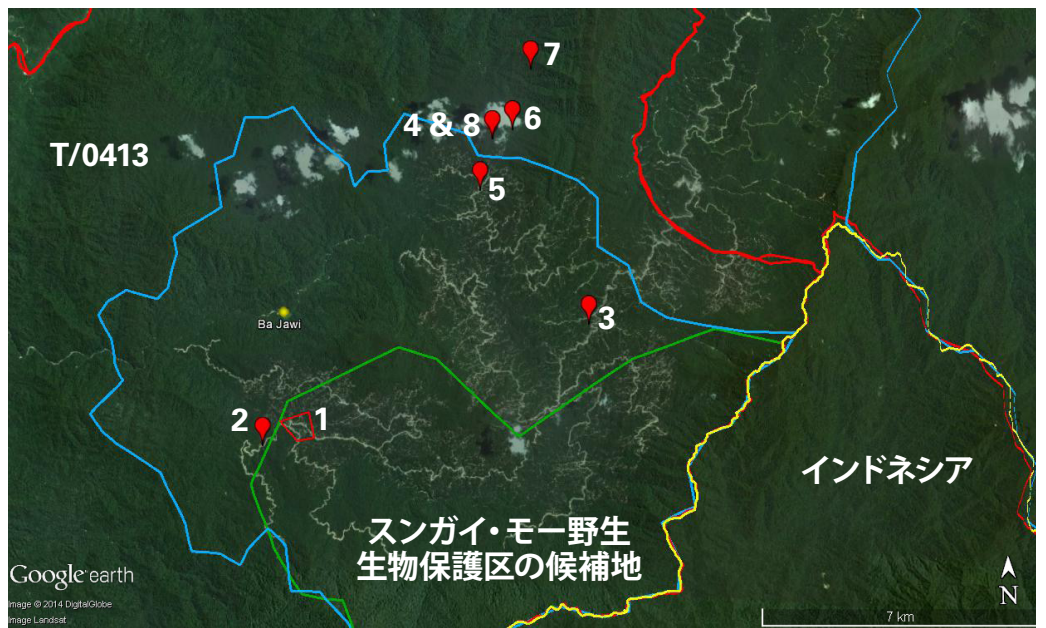 7
6
4 & 8
T/0413
5
3
Ba Jawi
2
1
インドネシア
スンガイ・モー野生
生物保護区の候補地
Google earth
N
Image © 2014 DigitalGlobe
Image Landsat
7 km